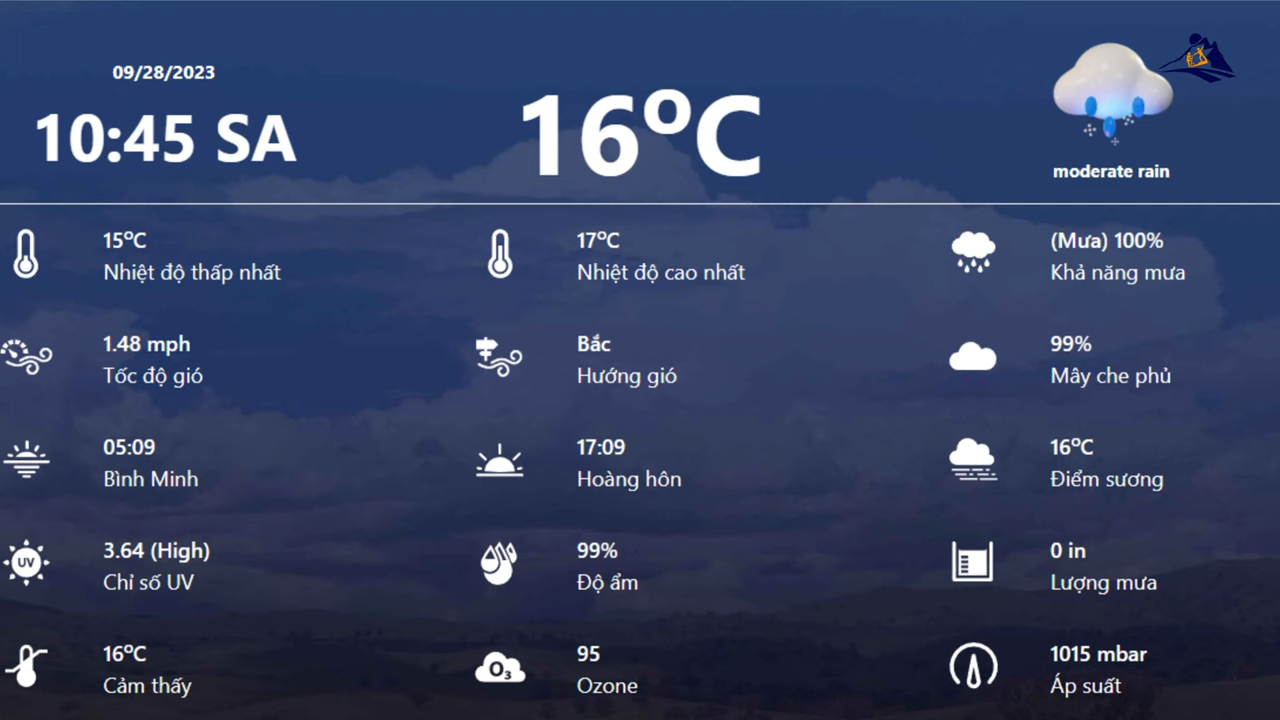 09/28/2023
10:45 SA
16ºC
moderate rain
15ºC
Nhiệt độ thấp nhất
17ºC
Nhiệt độ cao nhất
(Mưa) 100%
Khả năng mưa
1.48 mph
Tốc độ gió
Bắc
Hướng gió
99%
Mây che phủ
05:09
Bình Minh
17:09
Hoàng hôn
16ºC
Điểm sương
UV
3.64 (High)
Chỉ số UV
99%
Độ ẩm
0 in
Lượng mưa
16ºC
Cảm thấy
O₃
95
Ozone
1015 mbar
Áp suất